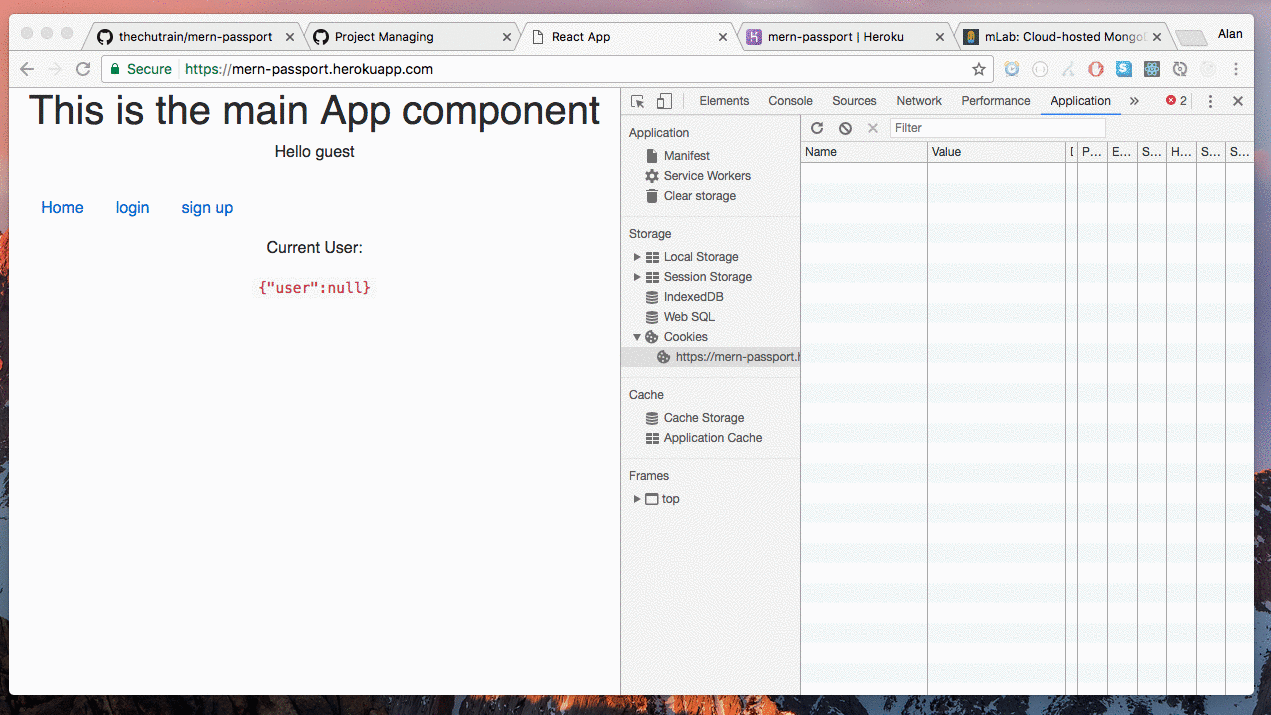 thechutrain/mern-passport
Project Managing
React App
mern-passport | Heroku
mLab: Cloud-hosted Mongo
Alan
Secure
https://mern-passport.herokuapp.com
This is the main App component
Hello guest
Home login sign up
Current User:
{"user":null}
Elements Console Sources Network Performance Application » 2
Filter
Name Value P... E... S... H... S... S...
Application
Manifest
Service Workers
Clear storage
Storage
Local Storage
Session Storage
IndexedDB
Web SQL
Cookies
https://mern-passport.h
Cache
Cache Storage
Application Cache
Frames
top